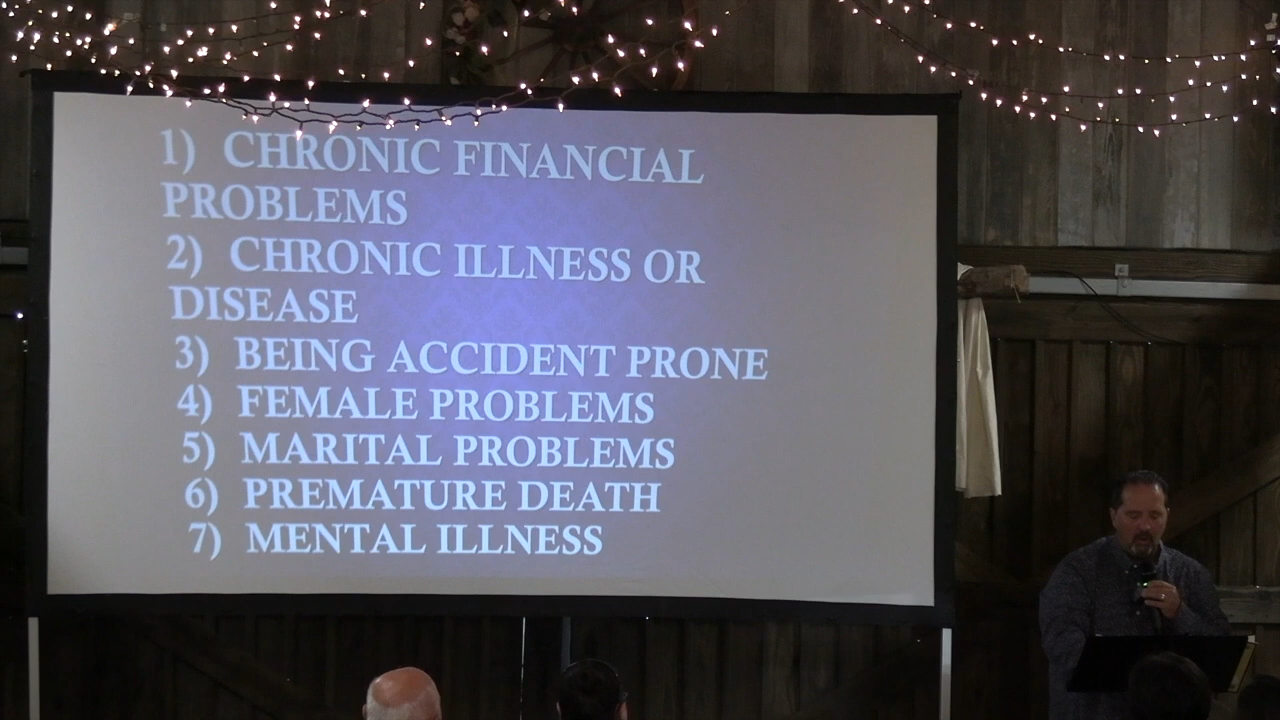 1) CHRONIC FINANCIAL
PROBLEMS
2) CHRONIC ILLNESS OR
DISEASE
3) BEING ACCIDENT PRONE
4) FEMALE PROBLEMS
5) MARITAL PROBLEMS
6) PREMATURE DEATH
7) MENTAL ILLNESS